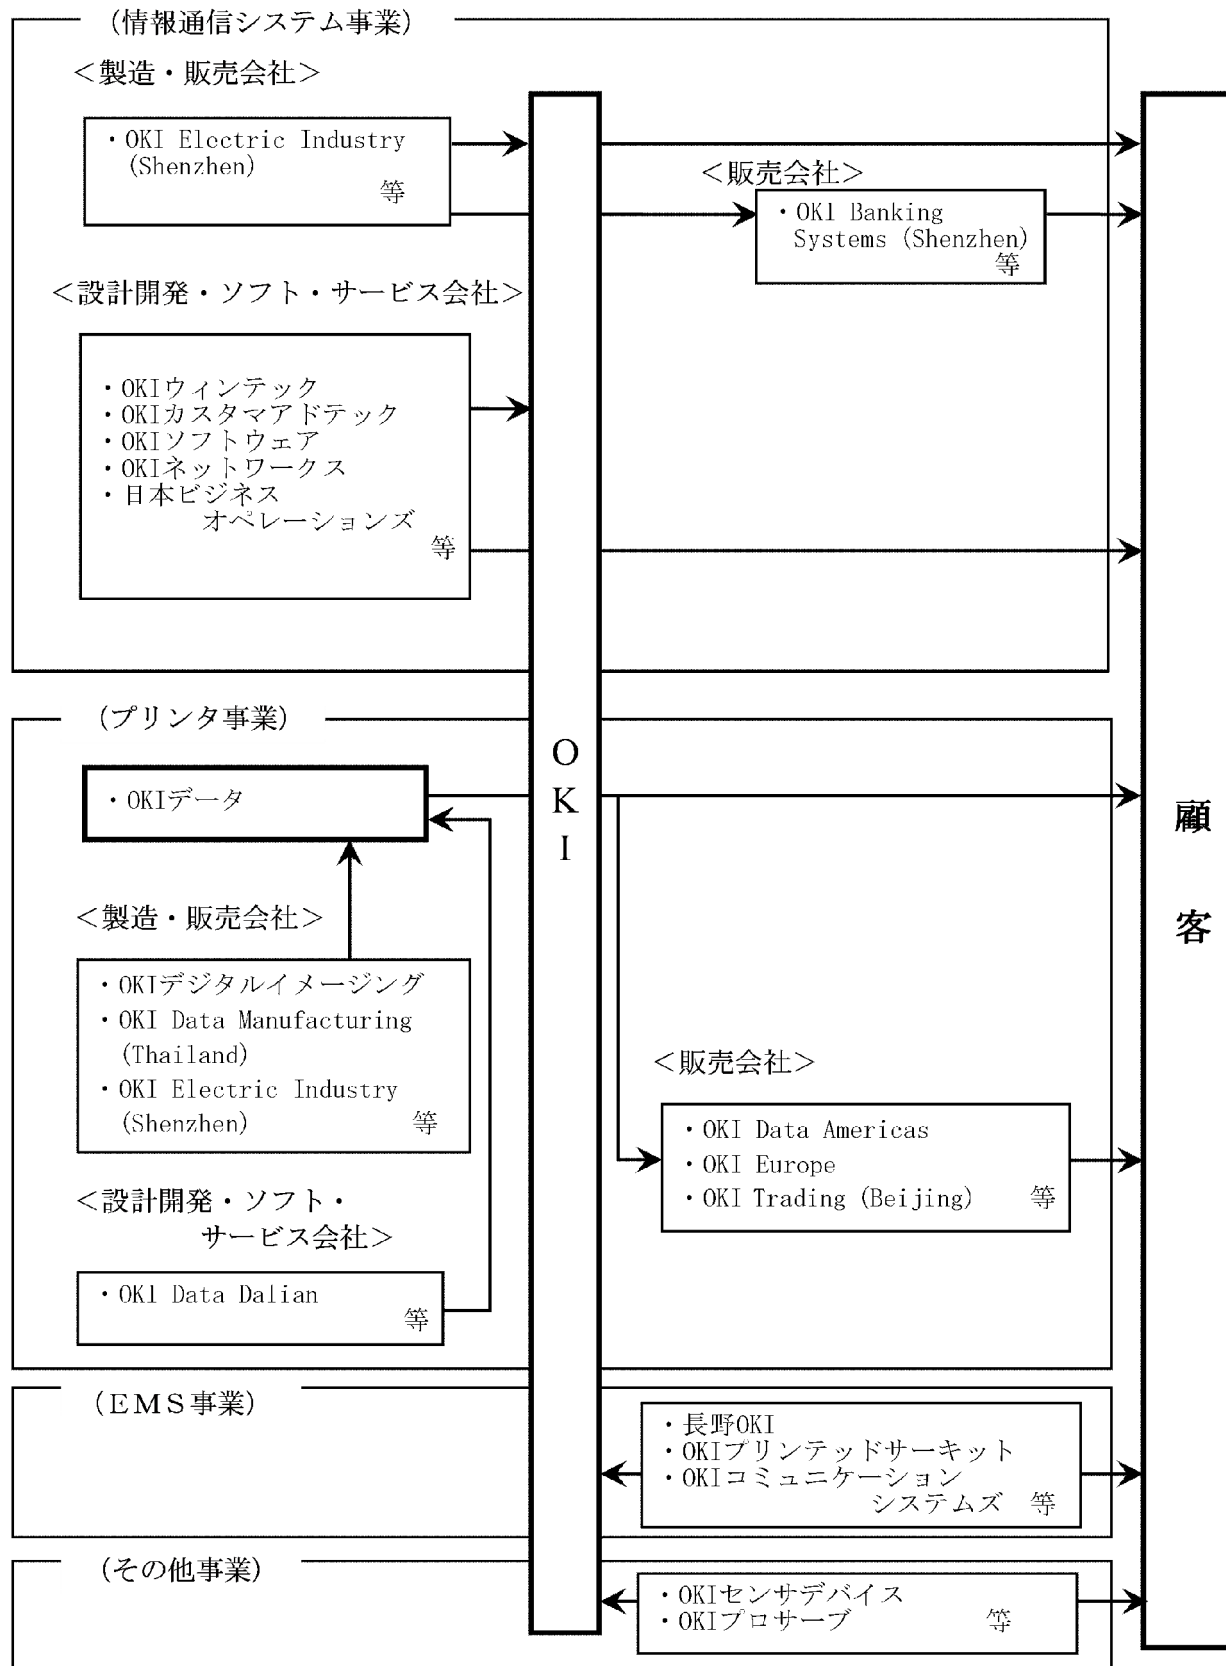 (情報通信システム事業)
＜製造・販売会社＞
・OKI Electric Industry
(Shenzhen)
等
＜販売会社＞
・OKI Banking
Systems (Shenzhen)
等
＜設計開発・ソフト・サービス会社＞
・OKIウィンテック
・OKIカスタマアドテック
・OKIソフトウェア
・OKIネットワークス
・日本ビジネス
オペレーションズ
等
(プリンタ事業)
・OKIデータ
＜製造・販売会社＞
・OKIデジタルイメージング
・OKI Data Manufacturing
(Thailand)
・OKI Electric Industry
(Shenzhen) 等
＜設計開発・ソフト・
サービス会社＞
・OKI Data Dalian
等
＜販売会社＞
・OKI Data Americas
・OKI Europe
・OKI Trading (Beijing) 等
(ＥＭＳ事業)
・長野OKI
・OKIプリンテッドサーキット
・OKIコミュニケーション
システムズ 等
(その他事業)
・OKIセンサデバイス
・OKIプロサーブ 等
O
K
I
顧
客